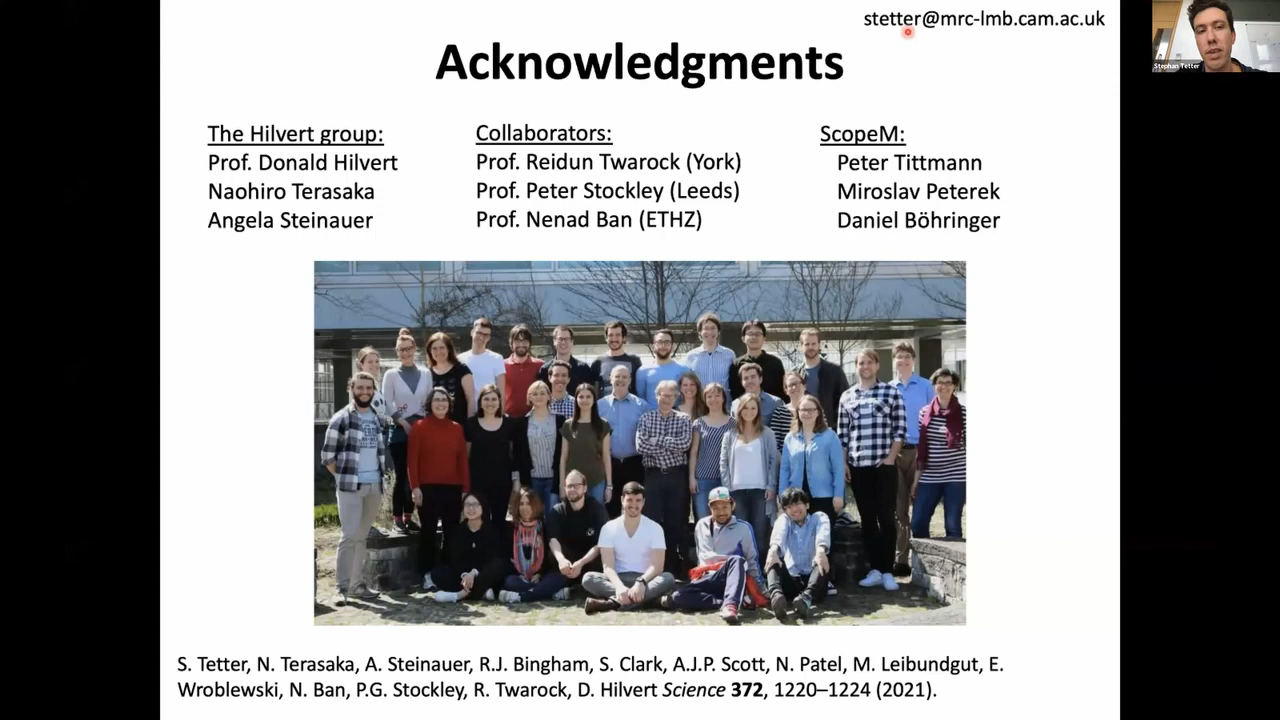 stetter@mrc-lmb.cam.ac.uk
Stephan Tetter
Acknowledgments
The Hilvert group:
Prof. Donald Hilvert
Naohiro Terasaka
Angela Steinauer
Collaborators:
Prof. Reidun Twarock (York)
Prof. Peter Stockley (Leeds)
Prof. Nenad Ban (ETHZ)
ScopeM:
Peter Tittmann
Miroslav Peterek
Daniel Böhringer
S. Tetter, N. Terasaka, A. Steinauer, R.J. Bingham, S. Clark, A.J.P. Scott, N. Patel, M. Leibundgut, E.
Wroblewski, N. Ban, P.G. Stockley, R. Twarock, D. Hilvert Science 372, 1220–1224 (2021).